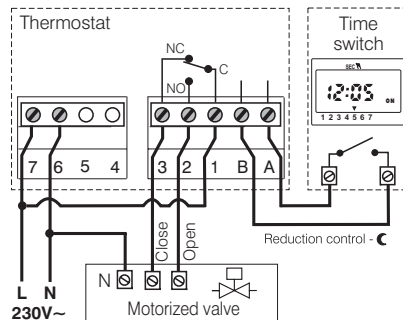 Thermostat
Time
switch
NC
C
NO
SEC
12:05
ON
1 2 3 4 5 6 7
7 6 5 4
3 2 1 B A
Close
Open
Reduction control -
L N
230V~
N
Motorized valve